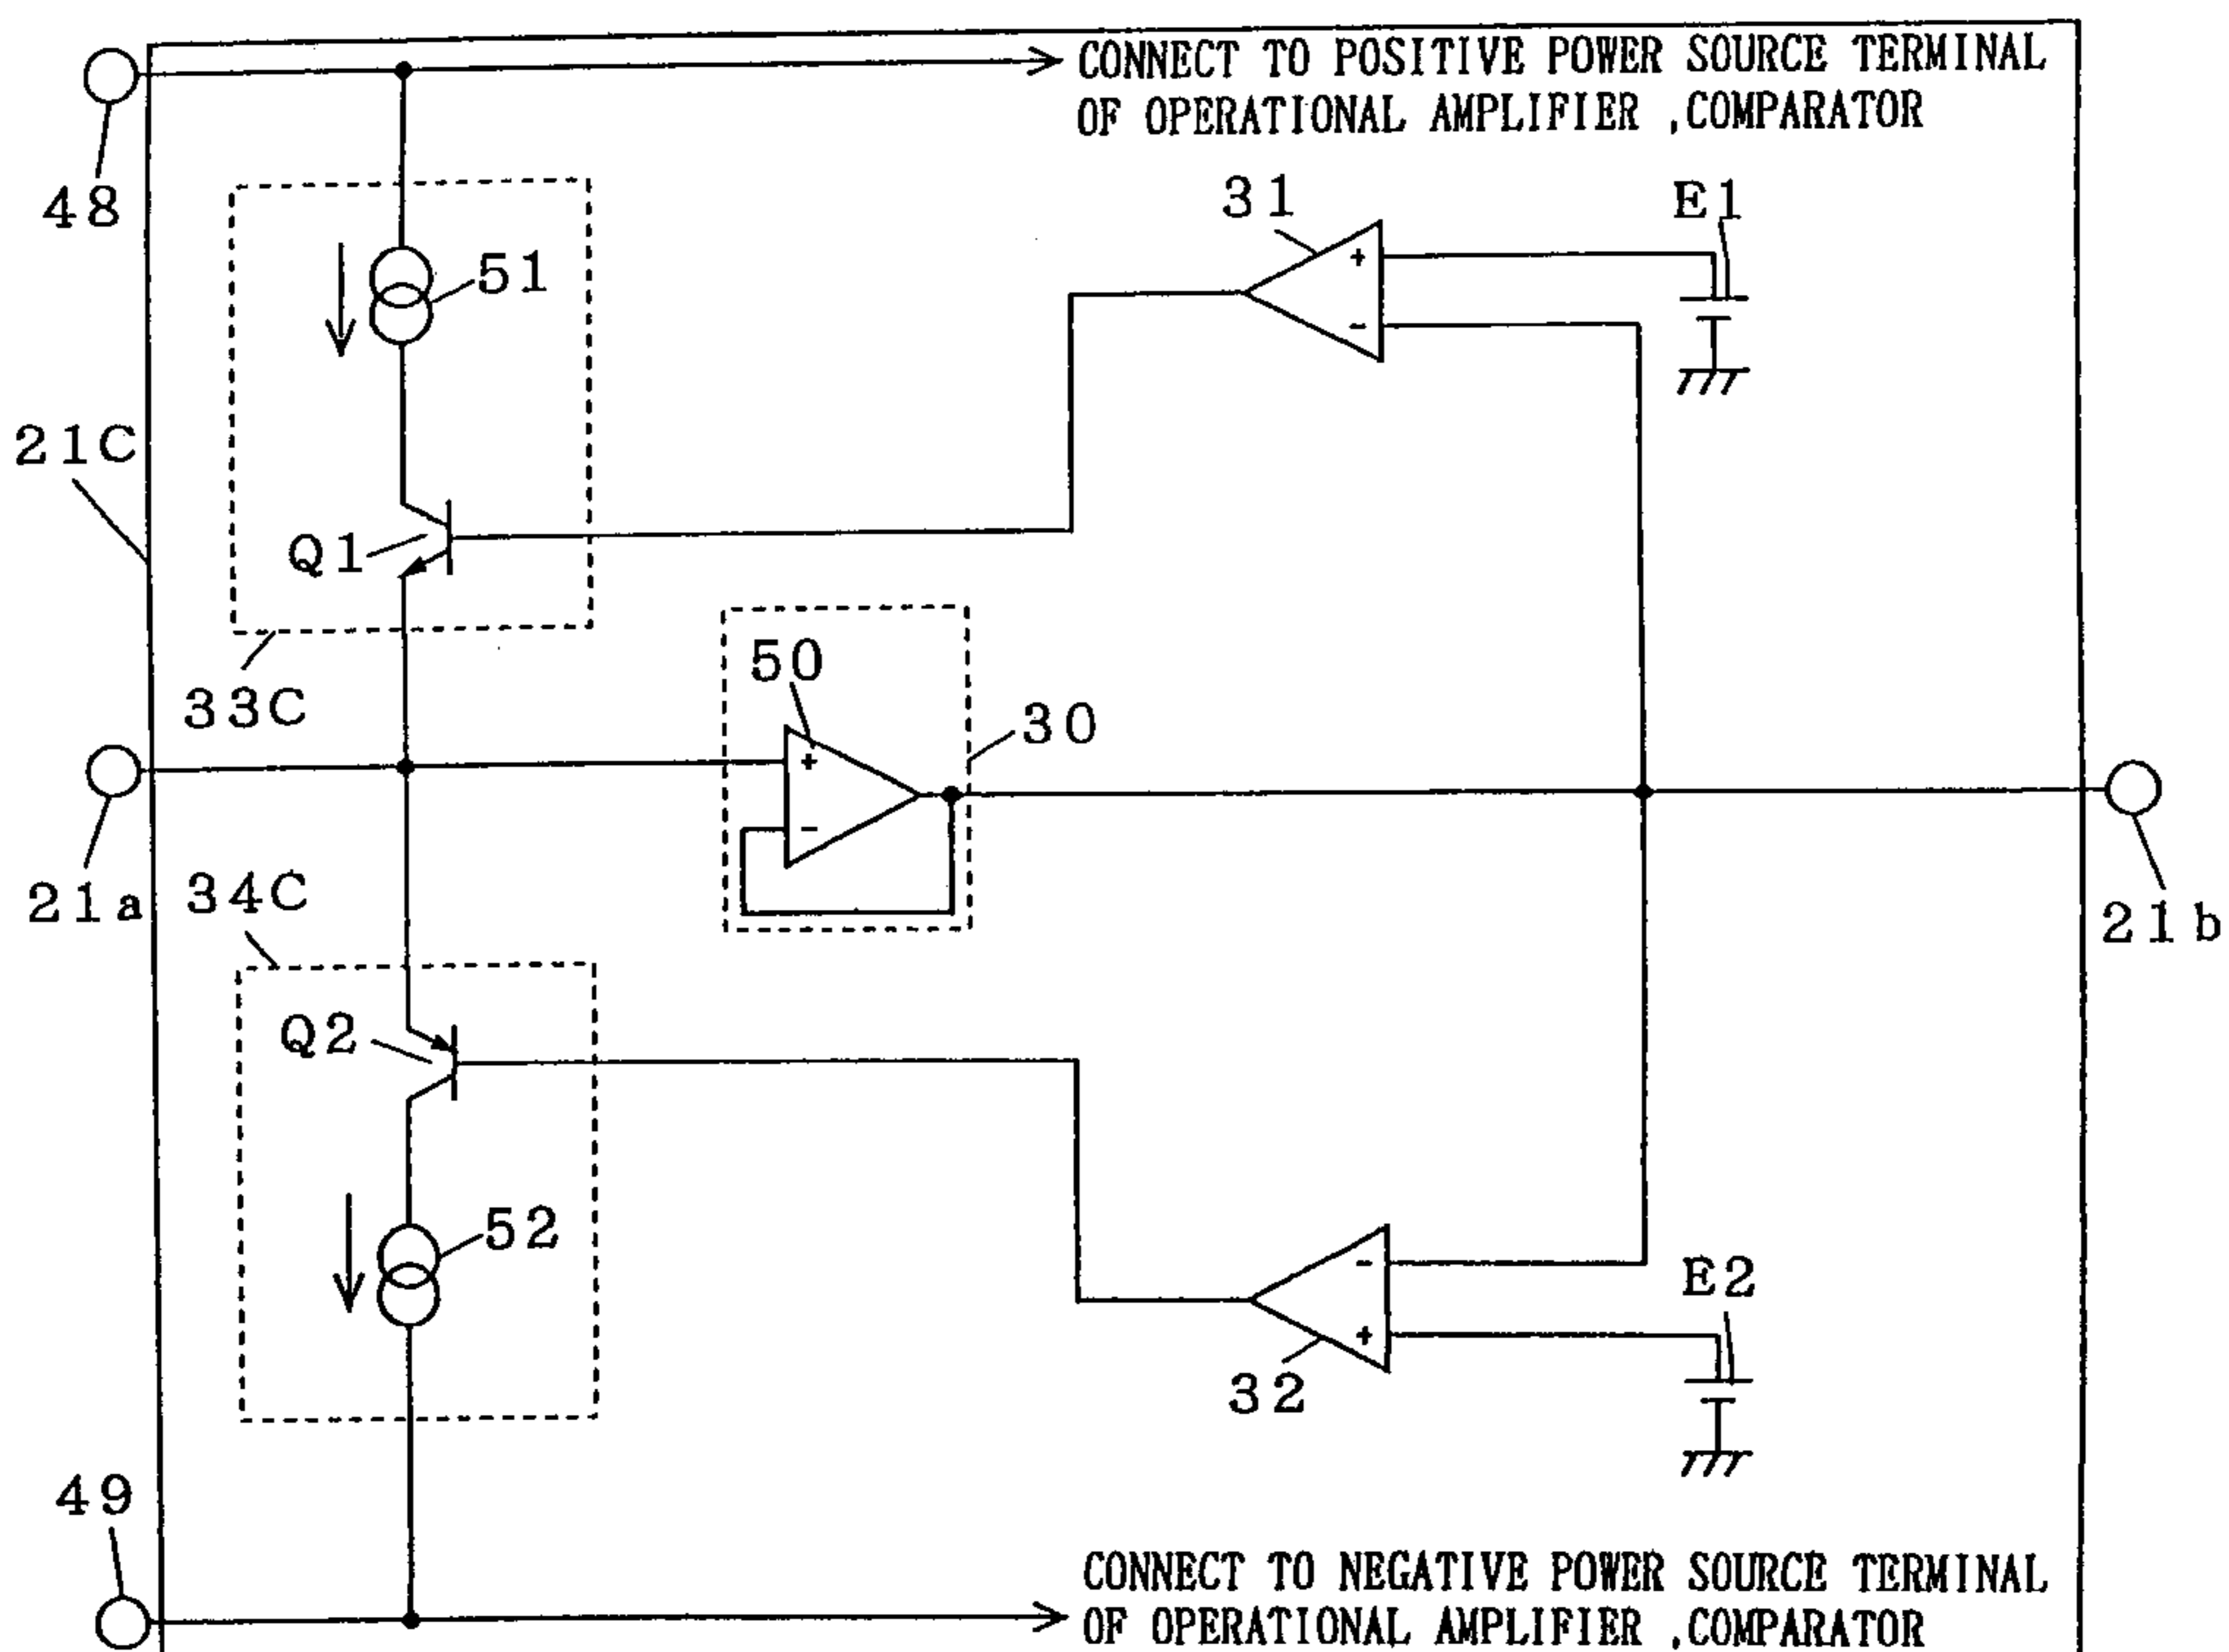 CONNECT TO POSITIVE POWER SOURCE TERMINAL
OF OPERATIONAL AMPLIFIER ,COMPARATOR
48
31
E1
51
+
-
21C
Q1
50
33C
30
+
-
21a
34C
21b
Q2
52
-
E2
+
32
49
CONNECT TO NEGATIVE POWER SOURCE TERMINAL
OF OPERATIONAL AMPLIFIER ,COMPARATOR